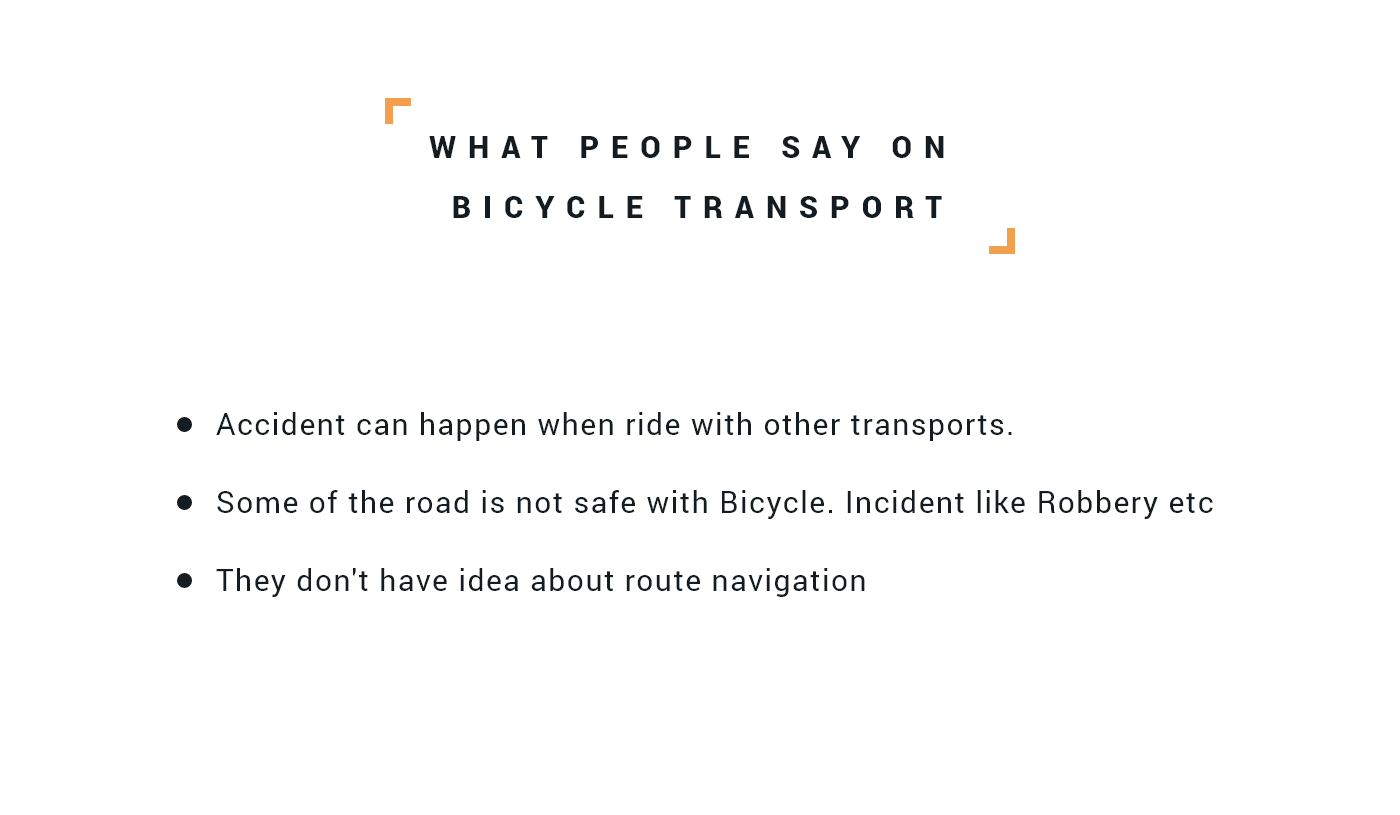 WHAT PEOPLE SAY ON
BICYCLE TRANSPORT
Accident can happen when ride with other transports.
Some of the road is not safe with Bicycle. Incident like Robbery etc
They don't have idea about route navigation